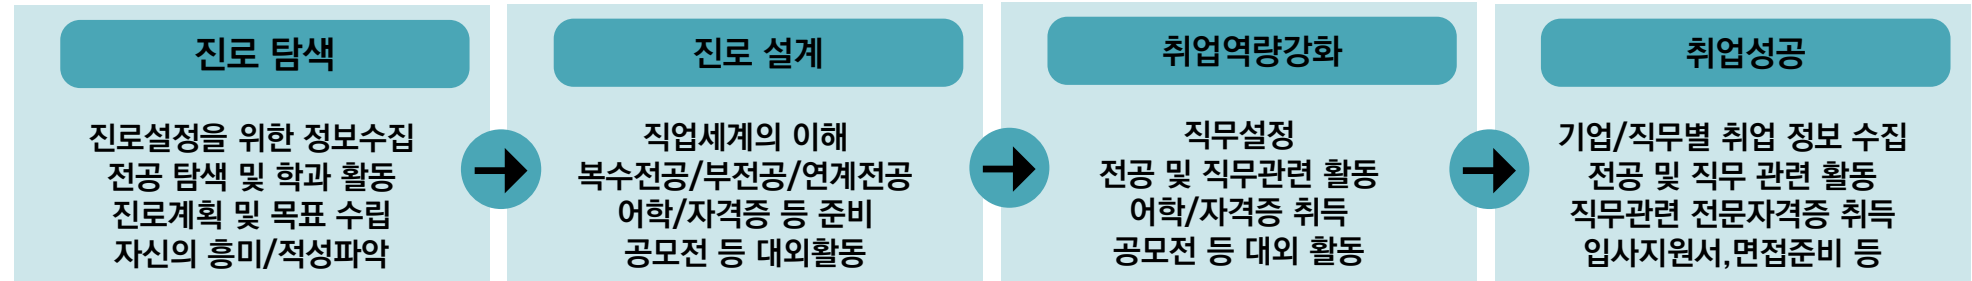 진로 탐색
진로설정을 위한 정보수집
전공 탐색 및 학과 활동
진로계획 및 목표 수립
자신의 흥미/적성파악
진로 설계
직업세계의 이해
복수전공/부전공/연계전공
어학/자격증 등 준비
공모전 등 대외활동
취업역량강화
직무설정
전공 및 직무관련 활동
어학/자격증 취득
공모전 등 대외 활동
취업성공
기업/직무별 취업 정보 수집
전공 및 직무 관련 활동
직무관련 전문자격증 취득
입사지원서,면접준비 등